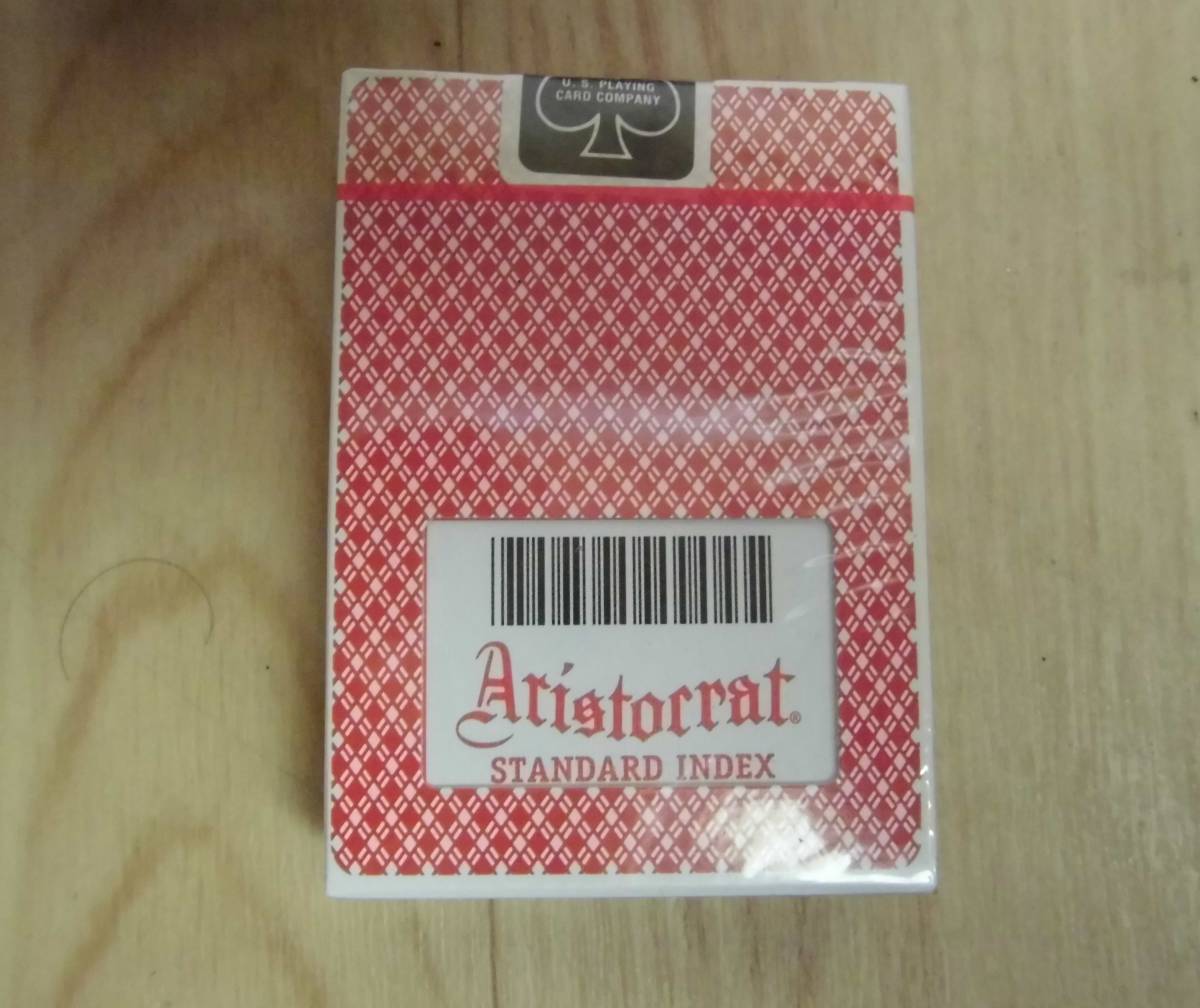 U. S. PLAYING
CARD COMPANY
Aristocrat®
STANDARD INDEX